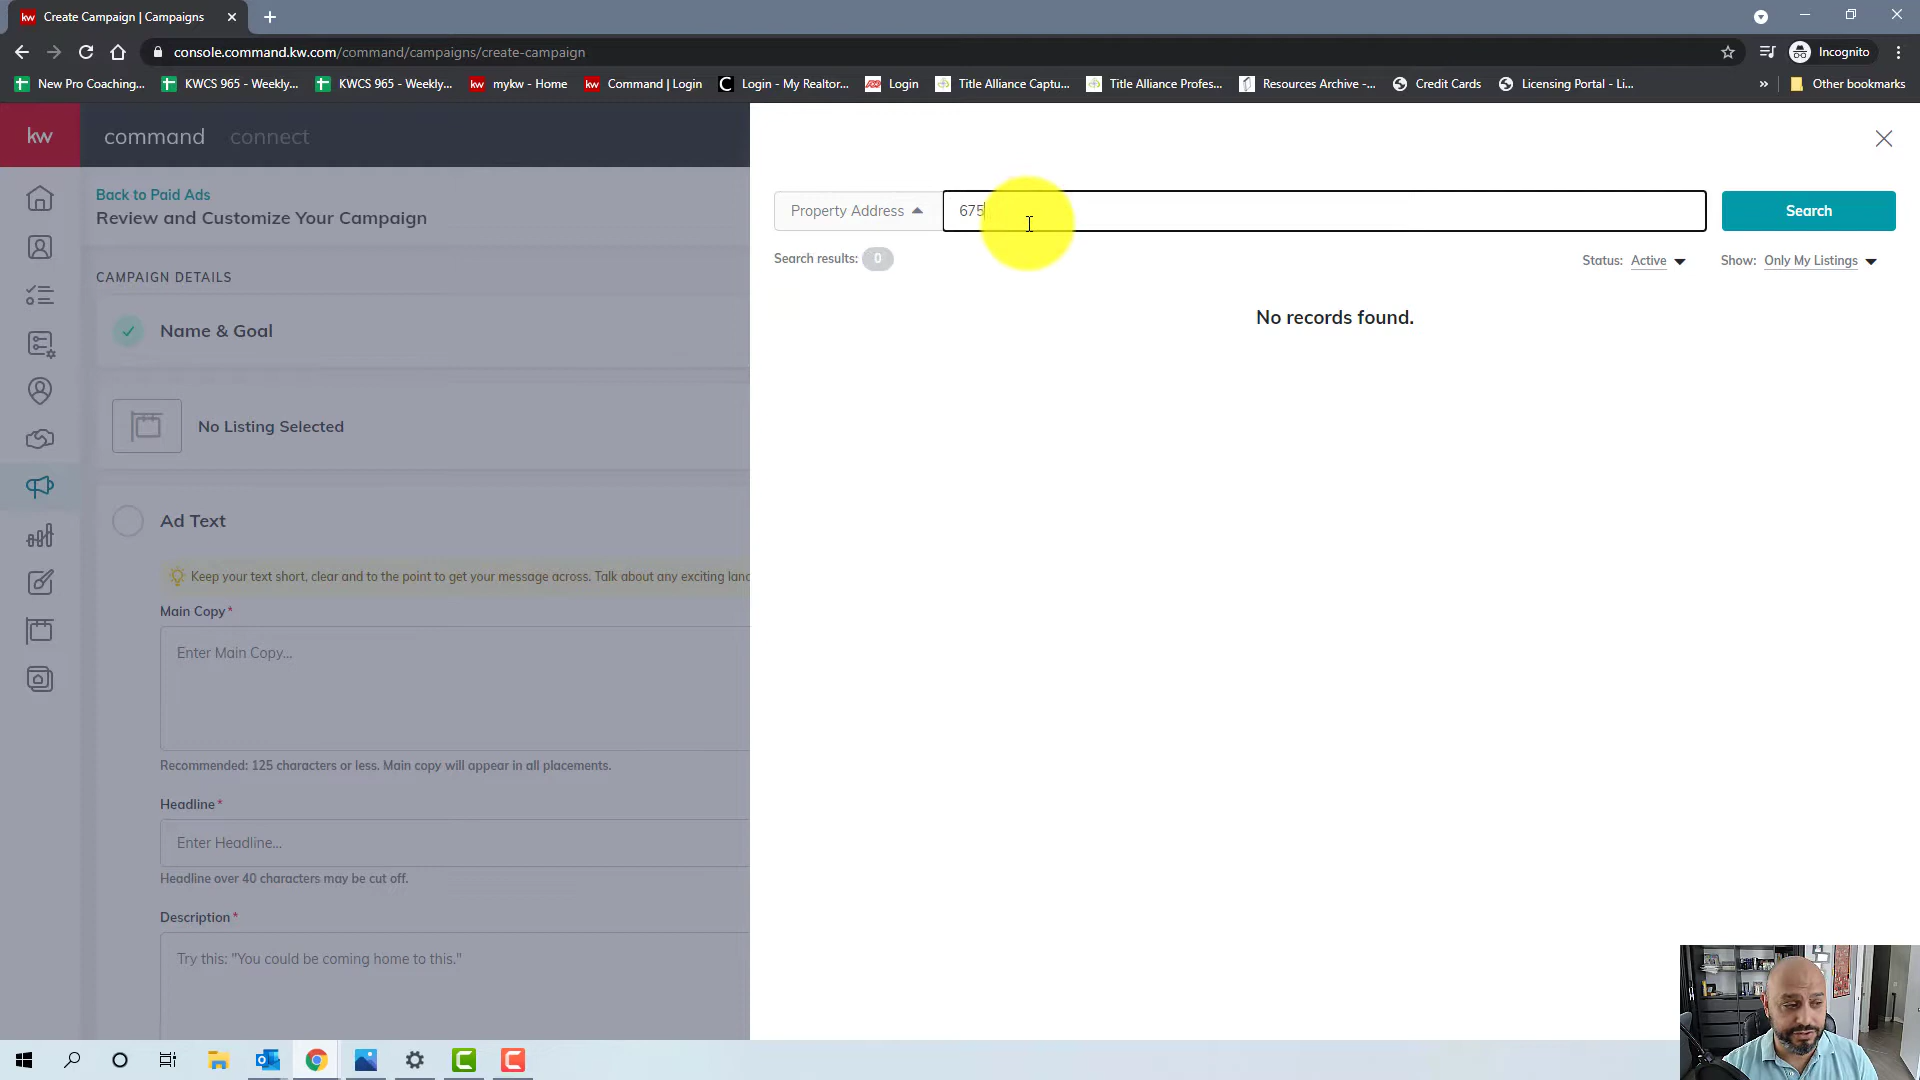 kw Create Campaign | Campaigns
console.command.kw.com/command/campaigns/create-campaign
Incognito
New Pro Coaching...
KWCS 965 - Weekly...
KWCS 965 - Weekly...
kw mykw - Home
kw Command | Login
Login - My Realtor...
Login
Title Alliance Captu...
Title Alliance Profes...
Resources Archive -...
Credit Cards
Licensing Portal - Li...
»
Other bookmarks
kw
command connect
Back to Paid Ads
Review and Customize Your Campaign
CAMPAIGN DETAILS
Name & Goal
No Listing Selected
Ad Text
Keep your text short, clear and to the point to get your message across. Talk about any exciting lan
Main Copy*
Enter Main Copy...
Recommended: 125 characters or less. Main copy will appear in all placements.
Headline*
Enter Headline...
Headline over 40 characters may be cut off.
Description*
Try this: "You could be coming home to this."
Property Address
675
Search
Search results: 0
Status: Active
Show: Only My Listings
No records found.